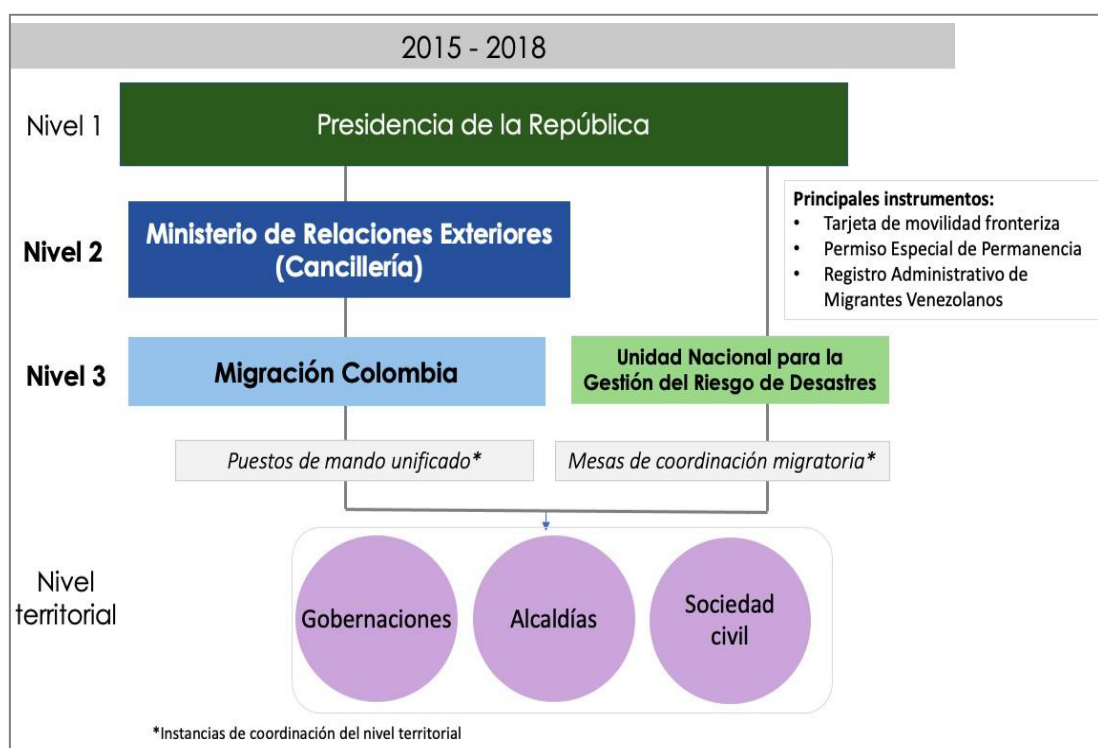 2015 - 2018
Nivel 1
Presidencia de la República
Nivel 2
Ministerio de Relaciones Exteriores
(Cancillería)
Principales instrumentos:
• Tarjeta de movilidad fronteriza
• Permiso Especial de Permanencia
• Registro Administrativo de
Migrantes Venezolanos
Nivel 3
Migración Colombia
Unidad Nacional para la
Gestión del Riesgo de Desastres
Puestos de mando unificado*
Mesas de coordinación migratoria*
Nivel
territorial
Gobernaciones
Alcaldías
Sociedad
civil
*Instancias de coordinación del nivel territorial